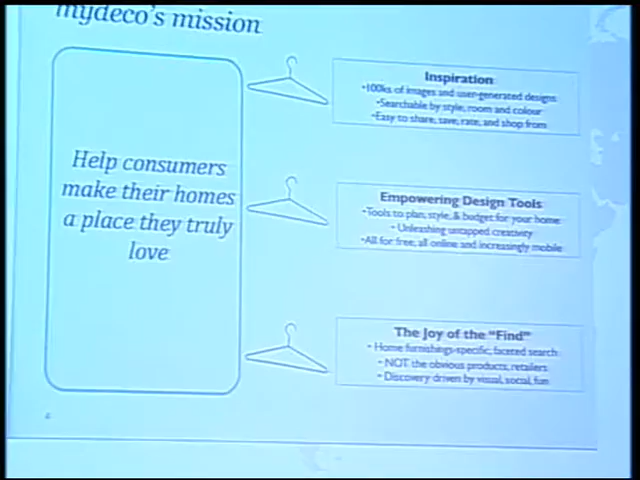 mydeco's mission
Help consumers
make their homes
a place they truly
love
Inspiration
•100ks of images and user-generated designs
•Searchable by style, room and colour
•Easy to share, save, rate, and shop from
Empowering Design Tools
•Tools to plan, style, & budget for your home
• Unleashing untapped creativity
•All for free, all online and increasingly mobile
The Joy of the "Find"
• Home furnishings-specific, faceted search
• NOT the obvious products, retailers
• Discovery driven by visual, social, fun